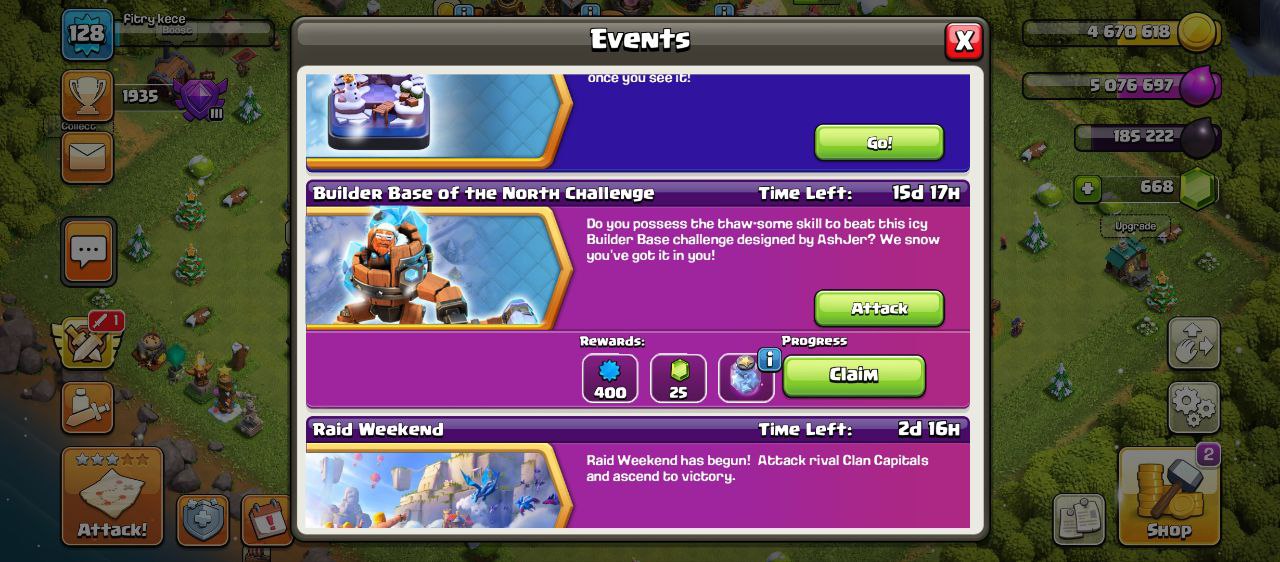 Fitry kece
128
Boost
Events
X
4 670 618
once you see it!
1935
III
5 076 697
Collect
Go!
185 222
Builder Base of the North Challenge
Time Left: 15d 17h
668
Do you possess the thaw-some skill to beat this icy
Builder Base challenge designed by AshJer? We snow
you've got it in you!
Upgrade
Attack
1
Rewards:
Progress
i
400
25
Claim
Raid Weekend
Time Left: 2d 16h
Raid Weekend has begun! Attack rival Clan Capitals
and ascend to victory.
2
Attack!
Shop